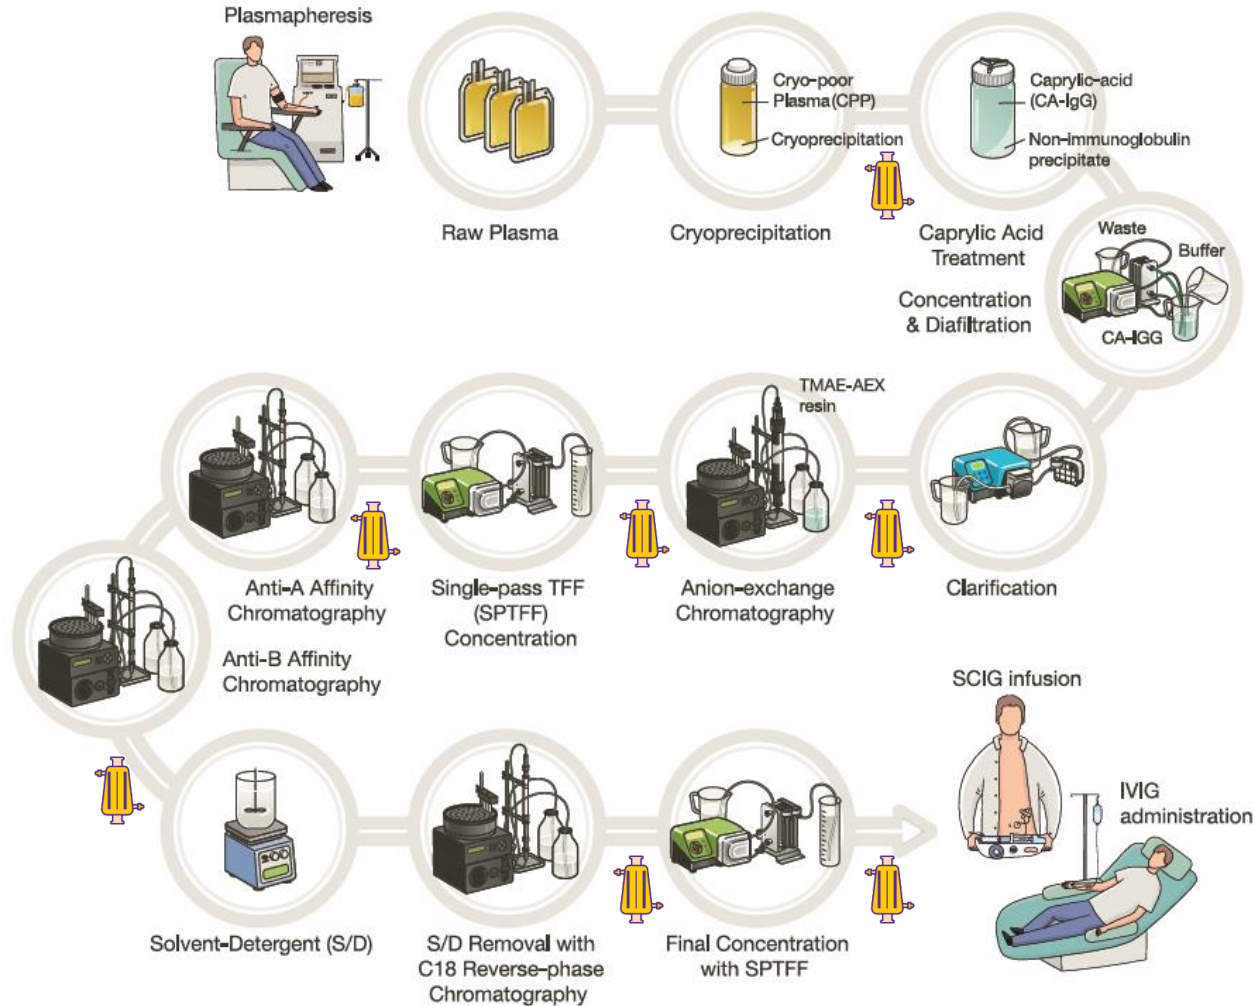 Plasmapheresis
Cryo-poor
Plasma (CPP)
Cryoprecipitation
Caprylic-acid
(CA-IgG)
Non-immunoglobulin
precipitate
Raw Plasma
Cryoprecipitation
Caprylic Acid
Treatment
Waste
Buffer
CA-IGG
Concentration
& Diafiltration
TMAE-AEX
resin
Anti-A Affinity
Chromatography
Single-pass TFF
(SPTFF)
Concentration
Anion-exchange
Chromatography
Clarification
Anti-B Affinity
Chromatography
SCIG infusion
IVIG
administration
Solvent-Detergent (S/D)
S/D Removal with
C18 Reverse-phase
Chromatography
Final Concentration
with SPTFF